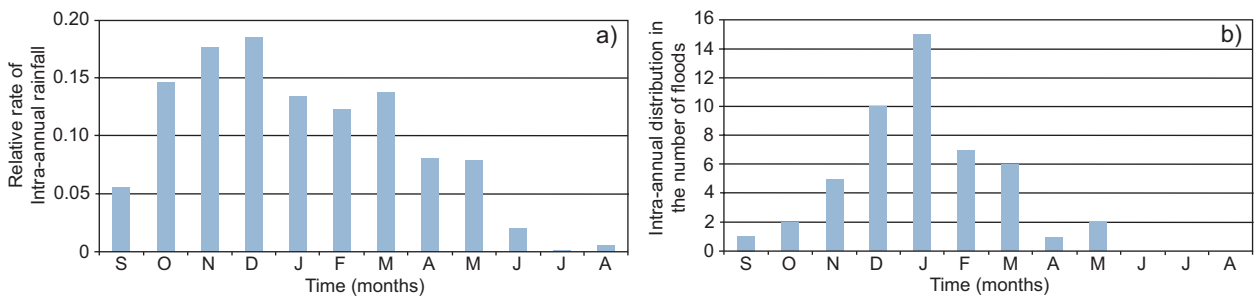 a)
Relative rate of
Intra-annual rainfall
0.20
0.15
0.10
0.05
0
S O N D J F M A M J J A
Time (months)
b)
Intra-annual distribution in
the number of floods
16
14
12
10
8
6
4
2
0
S O N D J F M A M J J A
Time (months)